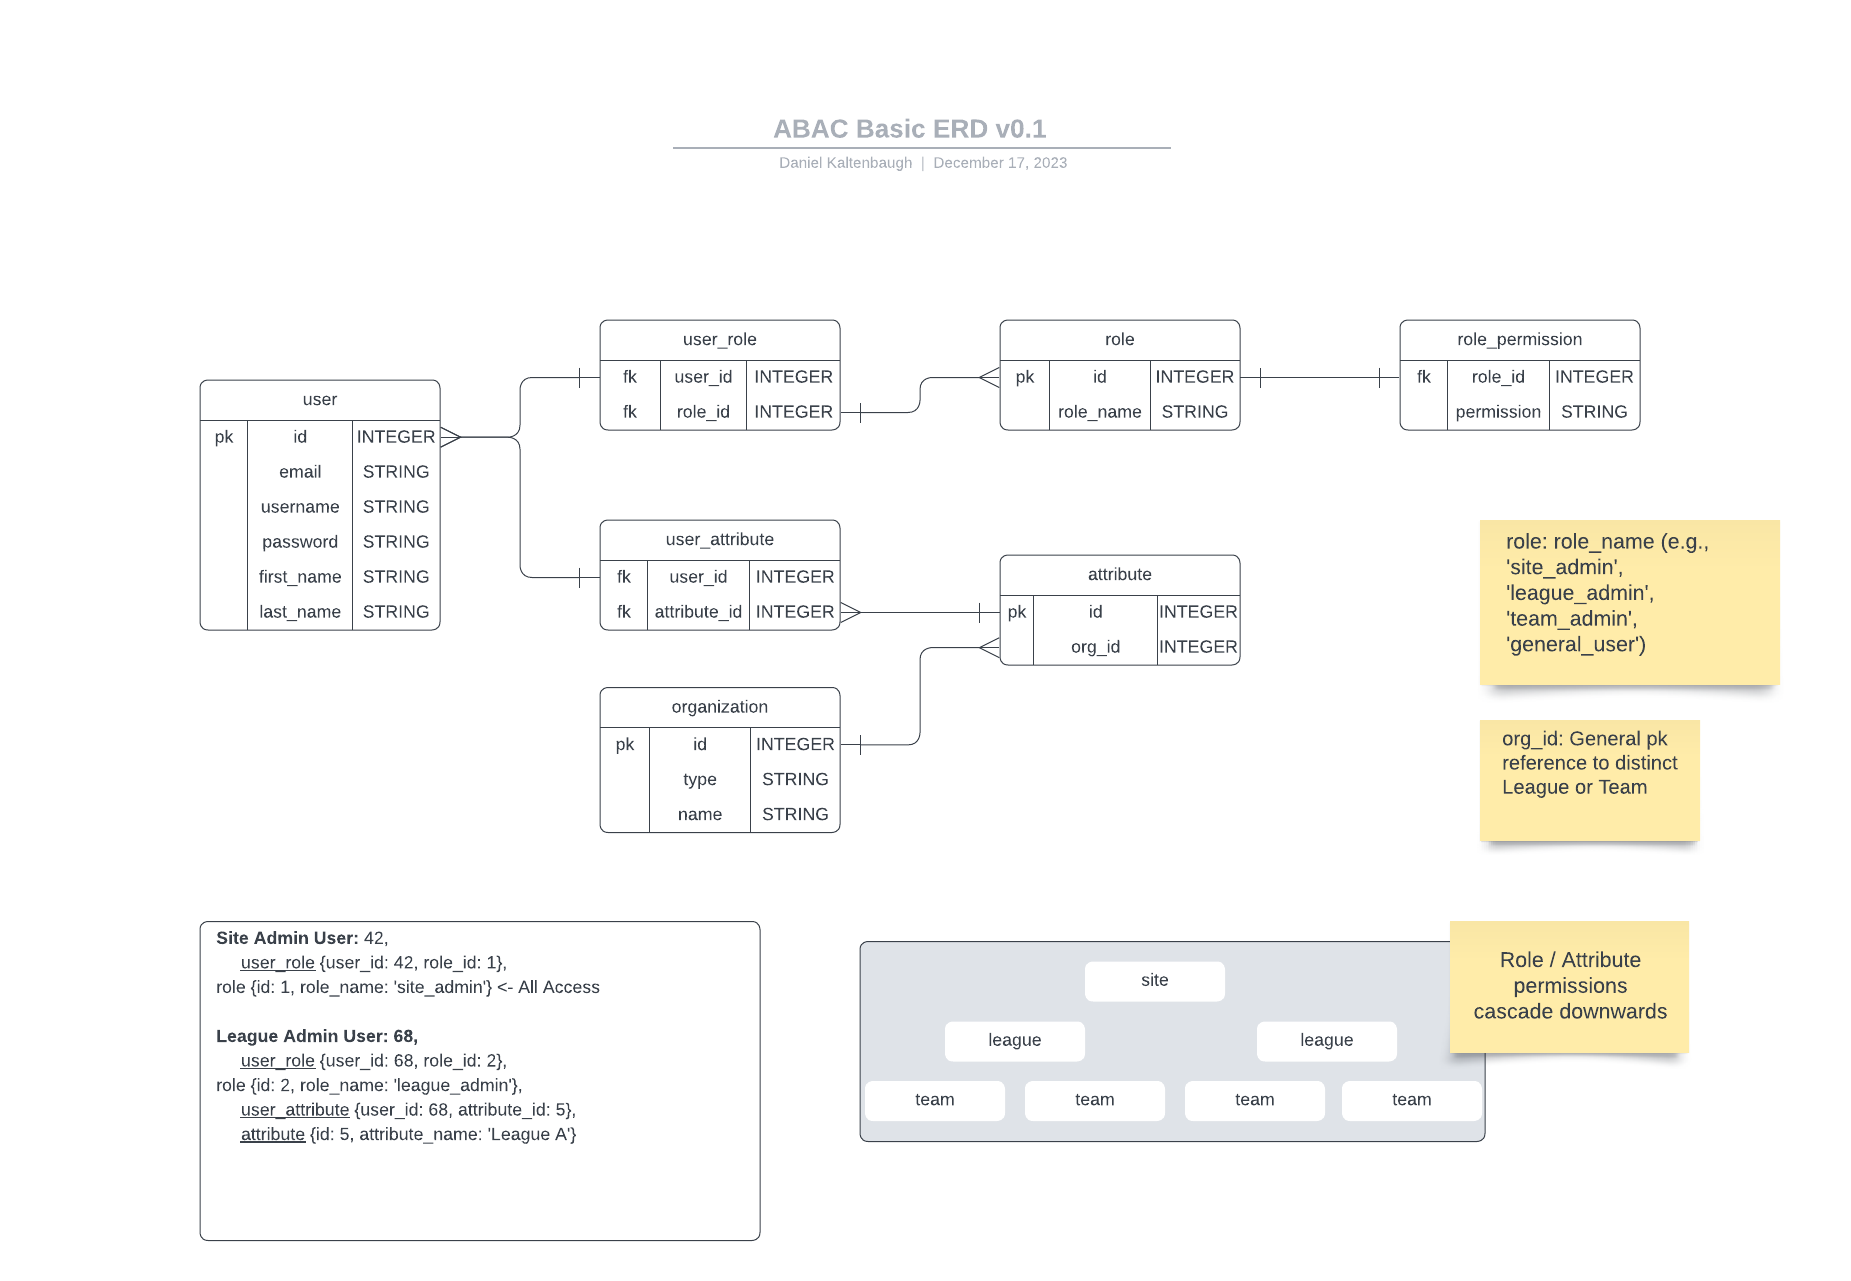 ABAC Basic ERD v0.1
Daniel Kaltenbaugh | December 17, 2023
user
pk id INTEGER
email STRING
username STRING
password STRING
first_name STRING
last_name STRING
user_role
fk user_id INTEGER
fk role_id INTEGER
role
pk id INTEGER
role_name STRING
role_permission
fk role_id INTEGER
permission STRING
user_attribute
fk user_id INTEGER
fk attribute_id INTEGER
attribute
pk id INTEGER
org_id INTEGER
organization
pk id INTEGER
type STRING
name STRING
role: role_name (e.g.,
'site_admin',
'league_admin',
'team_admin',
'general_user')
org_id: General pk
reference to distinct
League or Team
Site Admin User: 42,
user_role {user_id: 42, role_id: 1},
role {id: 1, role_name: 'site_admin'} <- All Access
League Admin User: 68,
user_role {user_id: 68, role_id: 2},
role {id: 2, role_name: 'league_admin'},
user_attribute {user_id: 68, attribute_id: 5},
attribute {id: 5, attribute_name: 'League A'}
site
league league
team team team team
Role / Attribute
permissions
cascade downwards